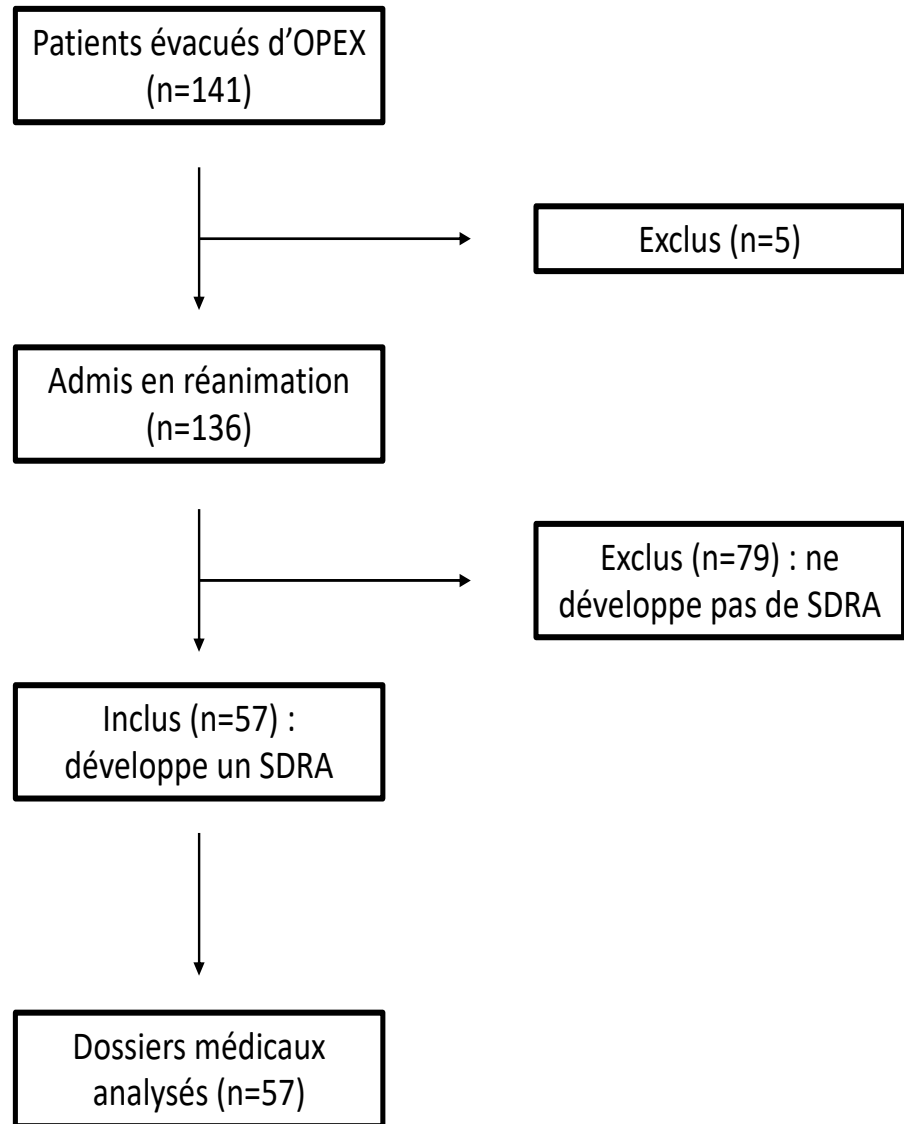 Patients évacués d’OPEX
(n=141)
Exclus (n=5)
Admis en réanimation
(n=136)
Exclus (n=79) : ne
développe pas de SDRA
Inclus (n=57) :
développe un SDRA
Dossiers médicaux
analysés (n=57)